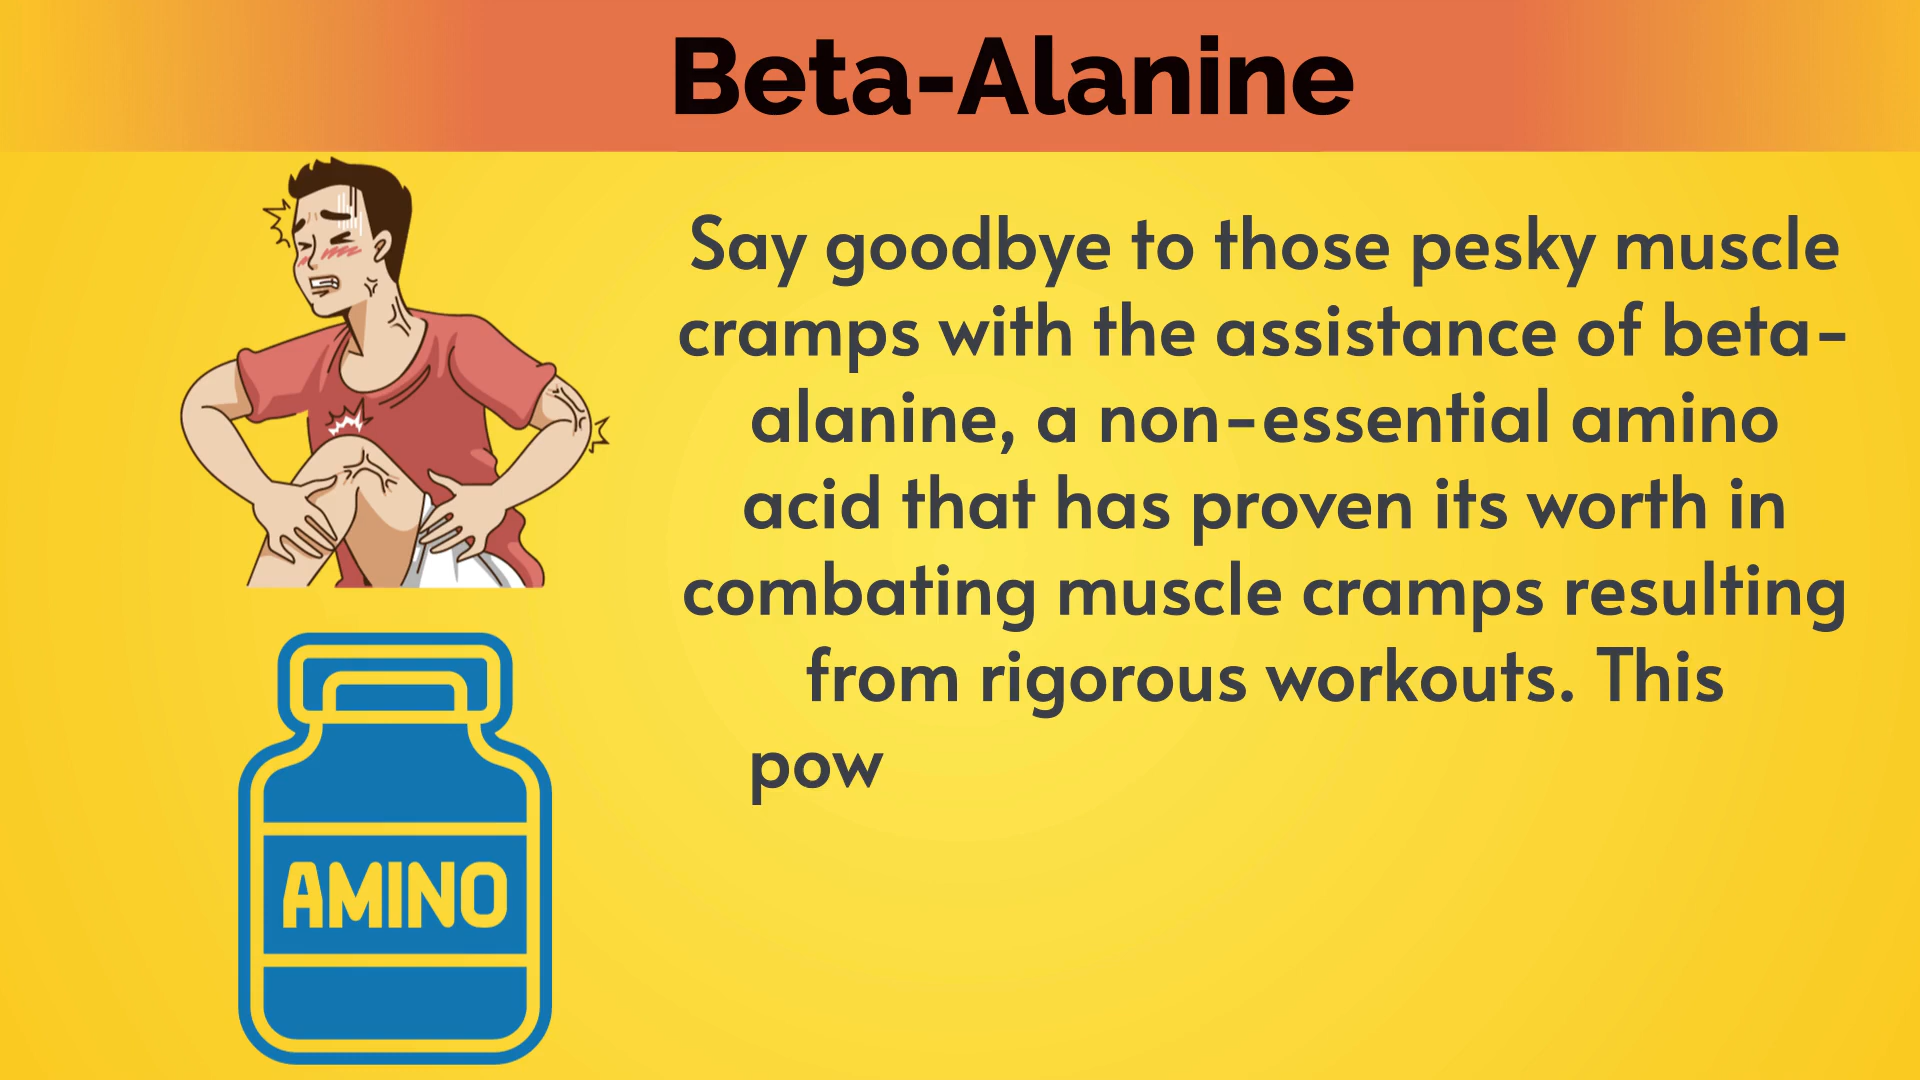 Beta-Alanine
Say goodbye to those pesky muscle
cramps with the assistance of beta-
alanine, a non-essential amino
acid that has proven its worth in
combating muscle cramps resulting
from rigorous workouts. This
pow
AMINO